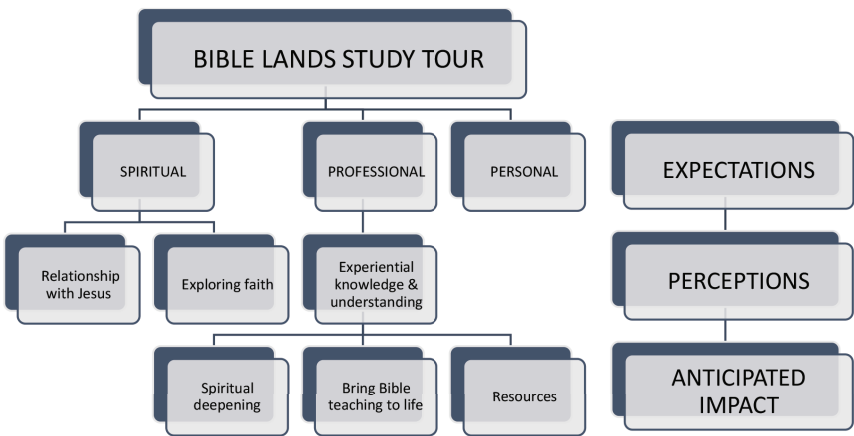 BIBLE LANDS STUDY TOUR
SPIRITUAL
PROFESSIONAL
PERSONAL
EXPECTATIONS
Relationship
with Jesus
Exploring faith
Experiential
knowledge &
understanding
PERCEPTIONS
Spiritual
deepening
Bring Bible
teaching to life
Resources
ANTICIPATED
IMPACT